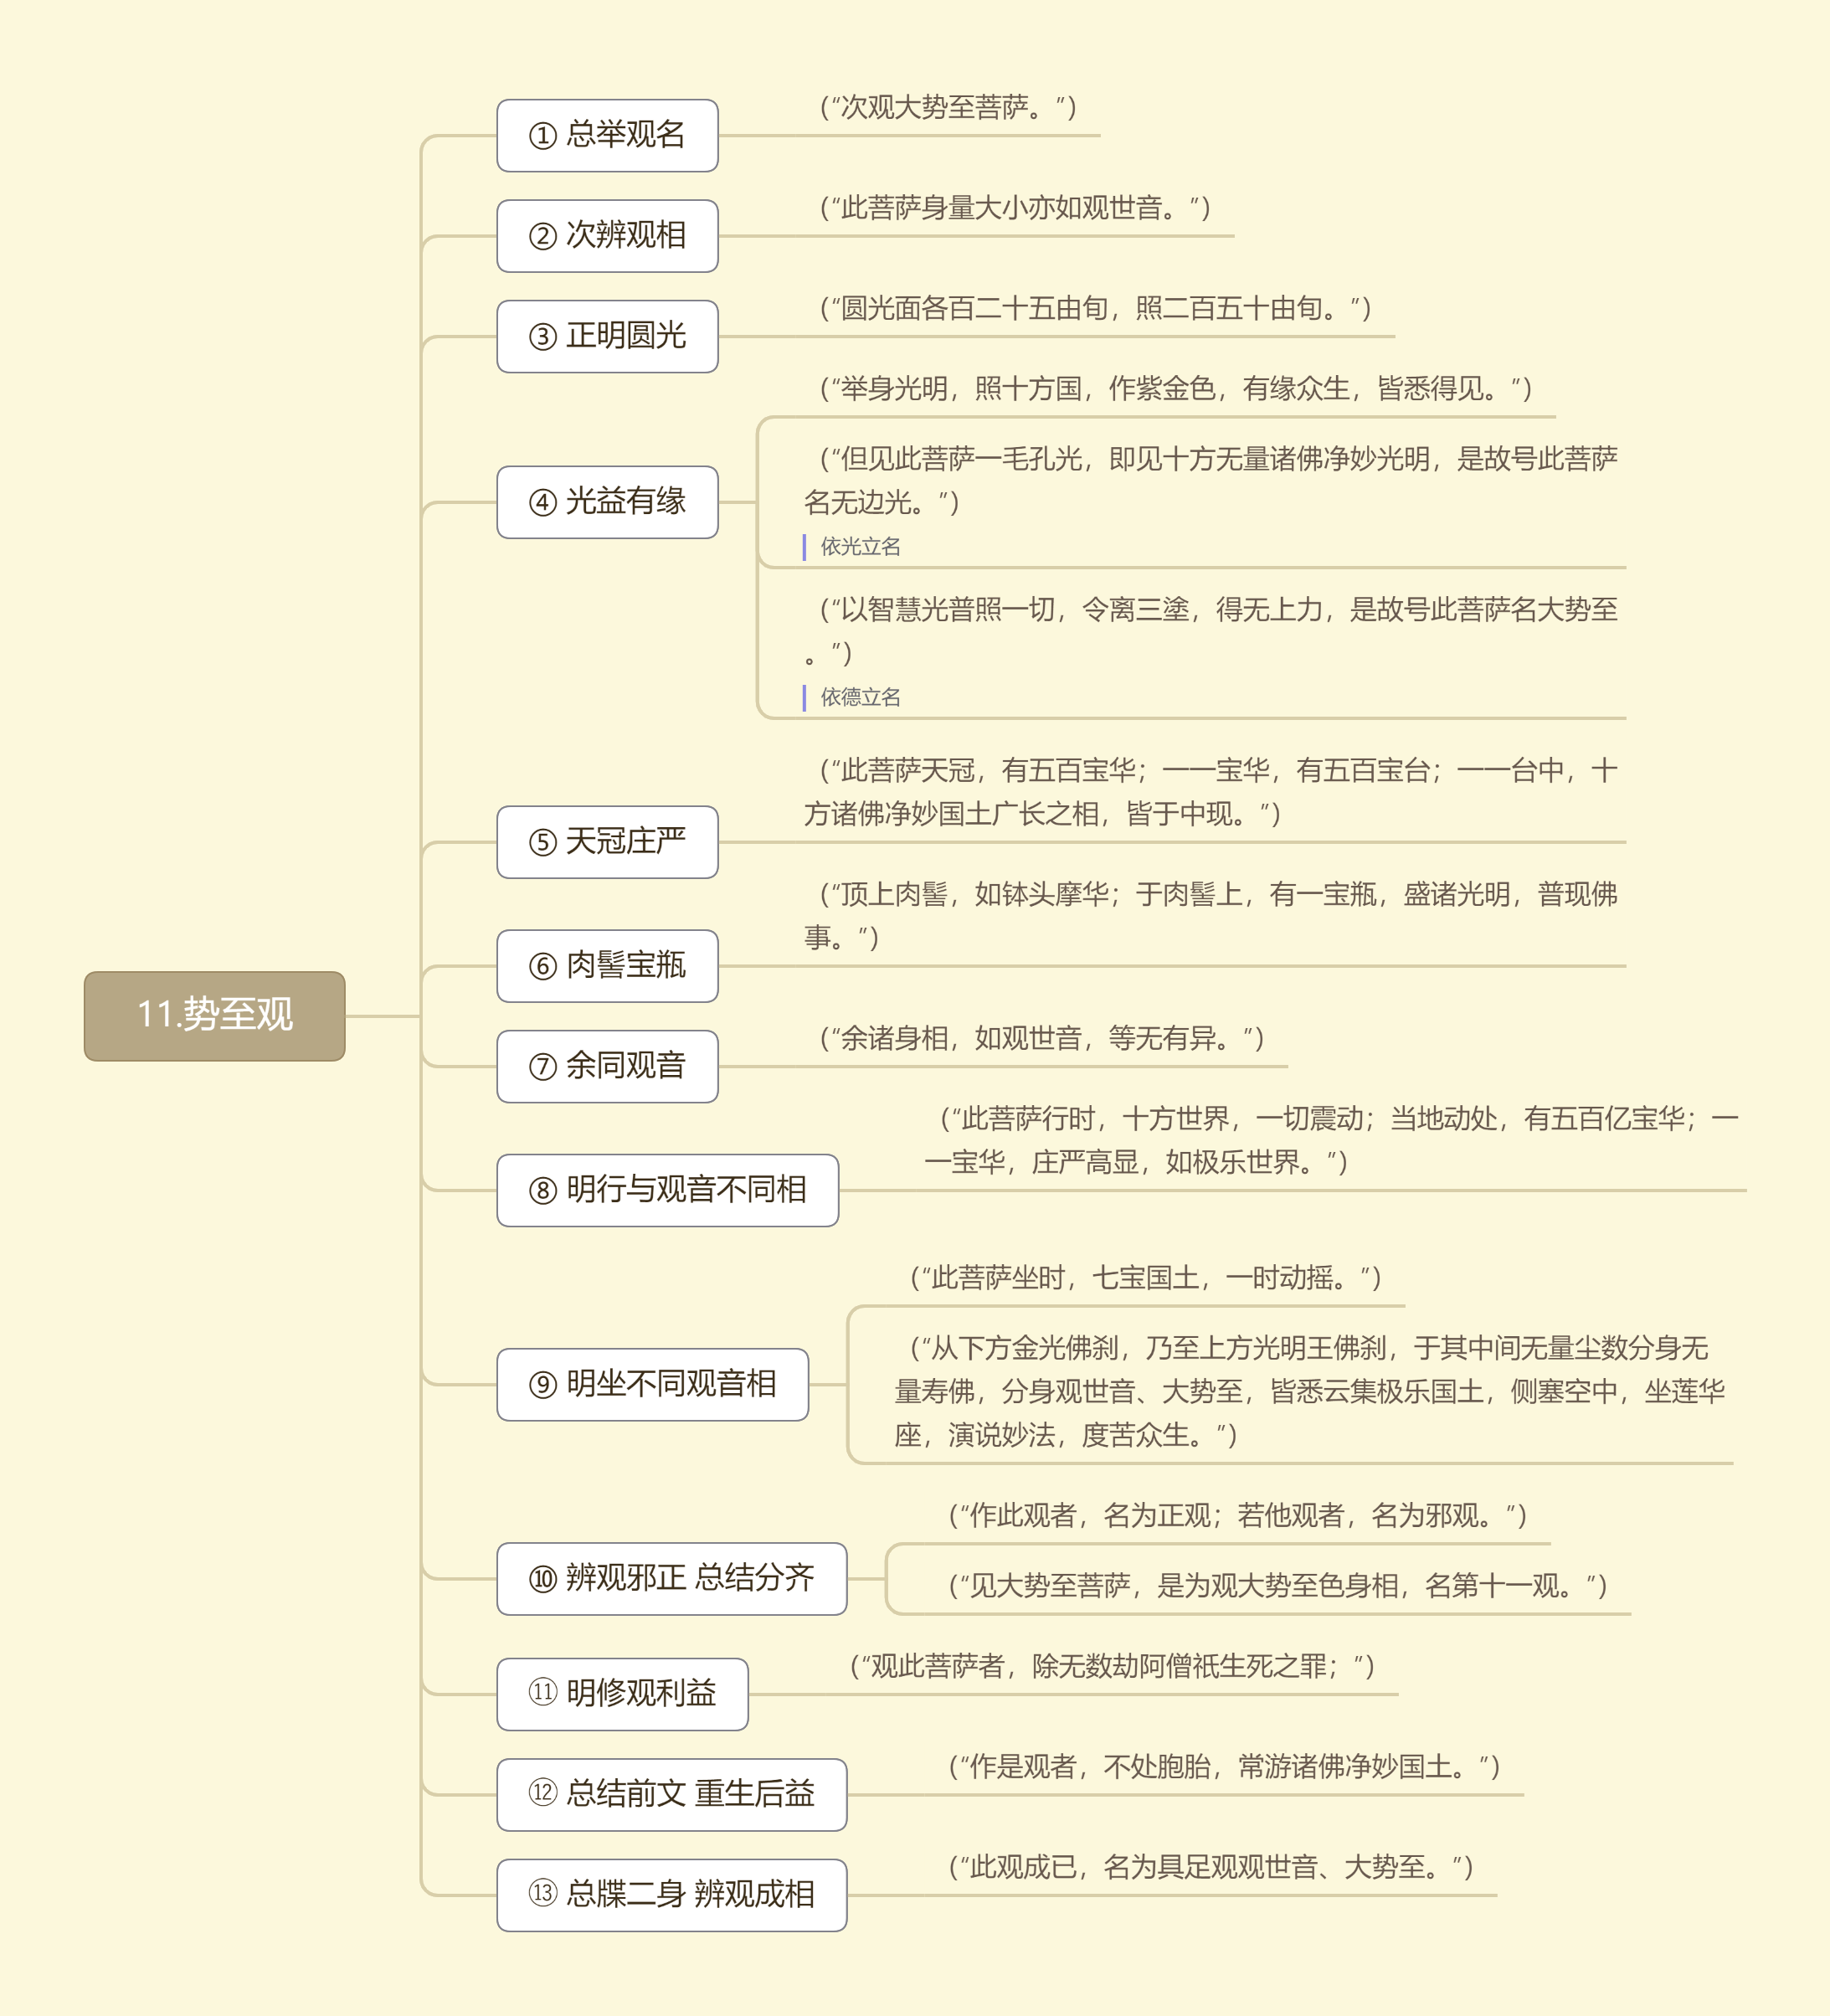 11.势至观
① 总举观名
(“次观大势至菩萨。”)
② 次辨观相
(“此菩萨身量大小亦如观世音。”)
③ 正明圆光
(“圆光面各百二十五由旬，照二百五十由旬。”)
④ 光益有缘
(“举身光明，照十方国，作紫金色，有缘众生，皆悉得见。”)
(“但见此菩萨一毛孔光，即见十方无量诸佛净妙光明，是故号此菩萨
名无边光。”)
依光立名
(“以智慧光普照一切，令离三塗，得无上力，是故号此菩萨名大势至
。”)
依德立名
⑤ 天冠庄严
(“此菩萨天冠，有五百宝华；一一宝华，有五百宝台；一一台中，十
方诸佛净妙国土广长之相，皆于中现。”)
⑥ 肉髻宝瓶
(“顶上肉髻，如钵头摩华；于肉髻上，有一宝瓶，盛诸光明，普现佛
事。”)
⑦ 余同观音
(“余诸身相，如观世音，等无有异。”)
⑧ 明行与观音不同相
(“此菩萨行时，十方世界，一切震动；当地动处，有五百亿宝华；一
一宝华，庄严高显，如极乐世界。”)
⑨ 明坐不同观音相
(“此菩萨坐时，七宝国土，一时动摇。”)
(“从下方金光佛刹，乃至上方光明王佛刹，于其中间无量尘数分身无
量寿佛，分身观世音、大势至，皆悉云集极乐国土，侧塞空中，坐莲华
座，演说妙法，度苦众生。”)
⑩ 辨观邪正 总结分齐
(“作此观者，名为正观；若他观者，名为邪观。”)
(“见大势至菩萨，是为观大势至色身相，名第十一观。”)
⑪ 明修观利益
(“观此菩萨者，除无数劫阿僧祇生死之罪；”)
⑫ 总结前文 重生后益
(“作是观者，不处胞胎，常游诸佛净妙国土。”)
⑬ 总牒二身 辨观成相
(“此观成已，名为具足观观世音、大势至。”)